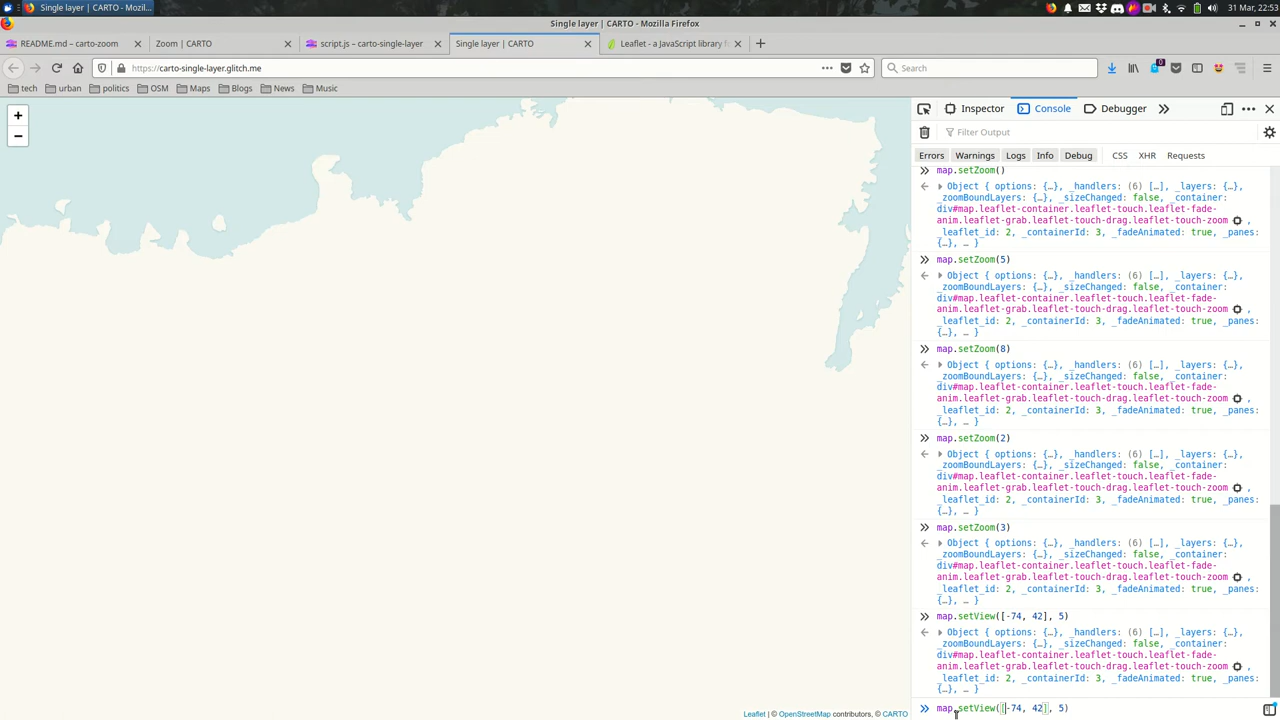 Single layer | CARTO - Mozil...
31 Mar, 22:53
Single layer | CARTO - Mozilla Firefox
README.md – carto-zoom
Zoom | CARTO
script.js – carto-single-layer
Single layer | CARTO
Leaflet - a JavaScript library f
https://carto-single-layer.glitch.me
Search
tech
urban
politics
OSM
Maps
Blogs
News
Music
+
−
Inspector
Console
Debugger
Filter Output
Errors
Warnings
Logs
Info
Debug
CSS
XHR
Requests
map.setZoom()
Object { options: {…}, _handlers: (6) […], _layers: {…},
_zoomBoundLayers: {…}, _sizeChanged: false, _container:
div#map.leaflet-container.leaflet-touch.leaflet-fade-
anim.leaflet-grab.leaflet-touch-drag.leaflet-touch-zoom ,
_leaflet_id: 2, _containerId: 3, _fadeAnimated: true, _panes:
{…}, … }
map.setZoom(5)
Object { options: {…}, _handlers: (6) […], _layers: {…},
_zoomBoundLayers: {…}, _sizeChanged: false, _container:
div#map.leaflet-container.leaflet-touch.leaflet-fade-
anim.leaflet-grab.leaflet-touch-drag.leaflet-touch-zoom ,
_leaflet_id: 2, _containerId: 3, _fadeAnimated: true, _panes:
{…}, … }
map.setZoom(8)
Object { options: {…}, _handlers: (6) […], _layers: {…},
_zoomBoundLayers: {…}, _sizeChanged: false, _container:
div#map.leaflet-container.leaflet-touch.leaflet-fade-
anim.leaflet-grab.leaflet-touch-drag.leaflet-touch-zoom ,
_leaflet_id: 2, _containerId: 3, _fadeAnimated: true, _panes:
{…}, … }
map.setZoom(2)
Object { options: {…}, _handlers: (6) […], _layers: {…},
_zoomBoundLayers: {…}, _sizeChanged: false, _container:
div#map.leaflet-container.leaflet-touch.leaflet-fade-
anim.leaflet-grab.leaflet-touch-drag.leaflet-touch-zoom ,
_leaflet_id: 2, _containerId: 3, _fadeAnimated: true, _panes:
{…}, … }
map.setZoom(3)
Object { options: {…}, _handlers: (6) […], _layers: {…},
_zoomBoundLayers: {…}, _sizeChanged: false, _container:
div#map.leaflet-container.leaflet-touch.leaflet-fade-
anim.leaflet-grab.leaflet-touch-drag.leaflet-touch-zoom ,
_leaflet_id: 2, _containerId: 3, _fadeAnimated: true, _panes:
{…}, … }
map.setView([-74, 42], 5)
Object { options: {…}, _handlers: (6) […], _layers: {…},
_zoomBoundLayers: {…}, _sizeChanged: false, _container:
div#map.leaflet-container.leaflet-touch.leaflet-fade-
anim.leaflet-grab.leaflet-touch-drag.leaflet-touch-zoom ,
_leaflet_id: 2, _containerId: 3, _fadeAnimated: true, _panes:
{…}, … }
map.setView([-74, 42], 5)
Leaflet | © OpenStreetMap contributors, © CARTO